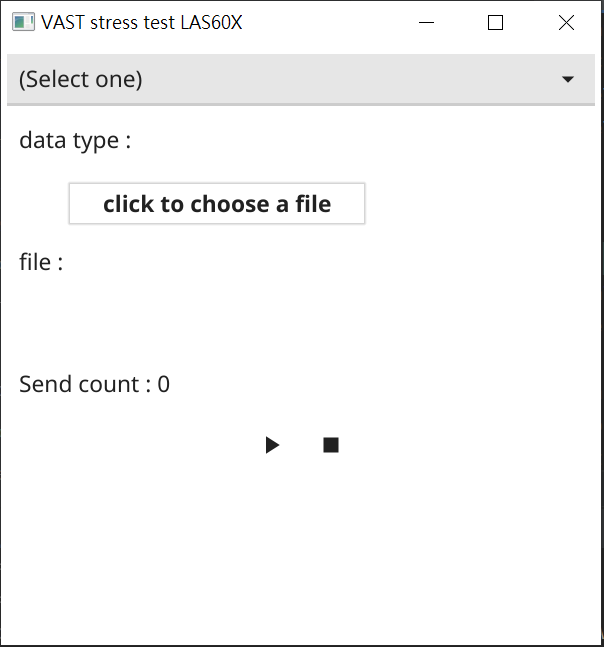 VAST stress test LAS60X
(Select one)
data type :
click to choose a file
file :
Send count : 0